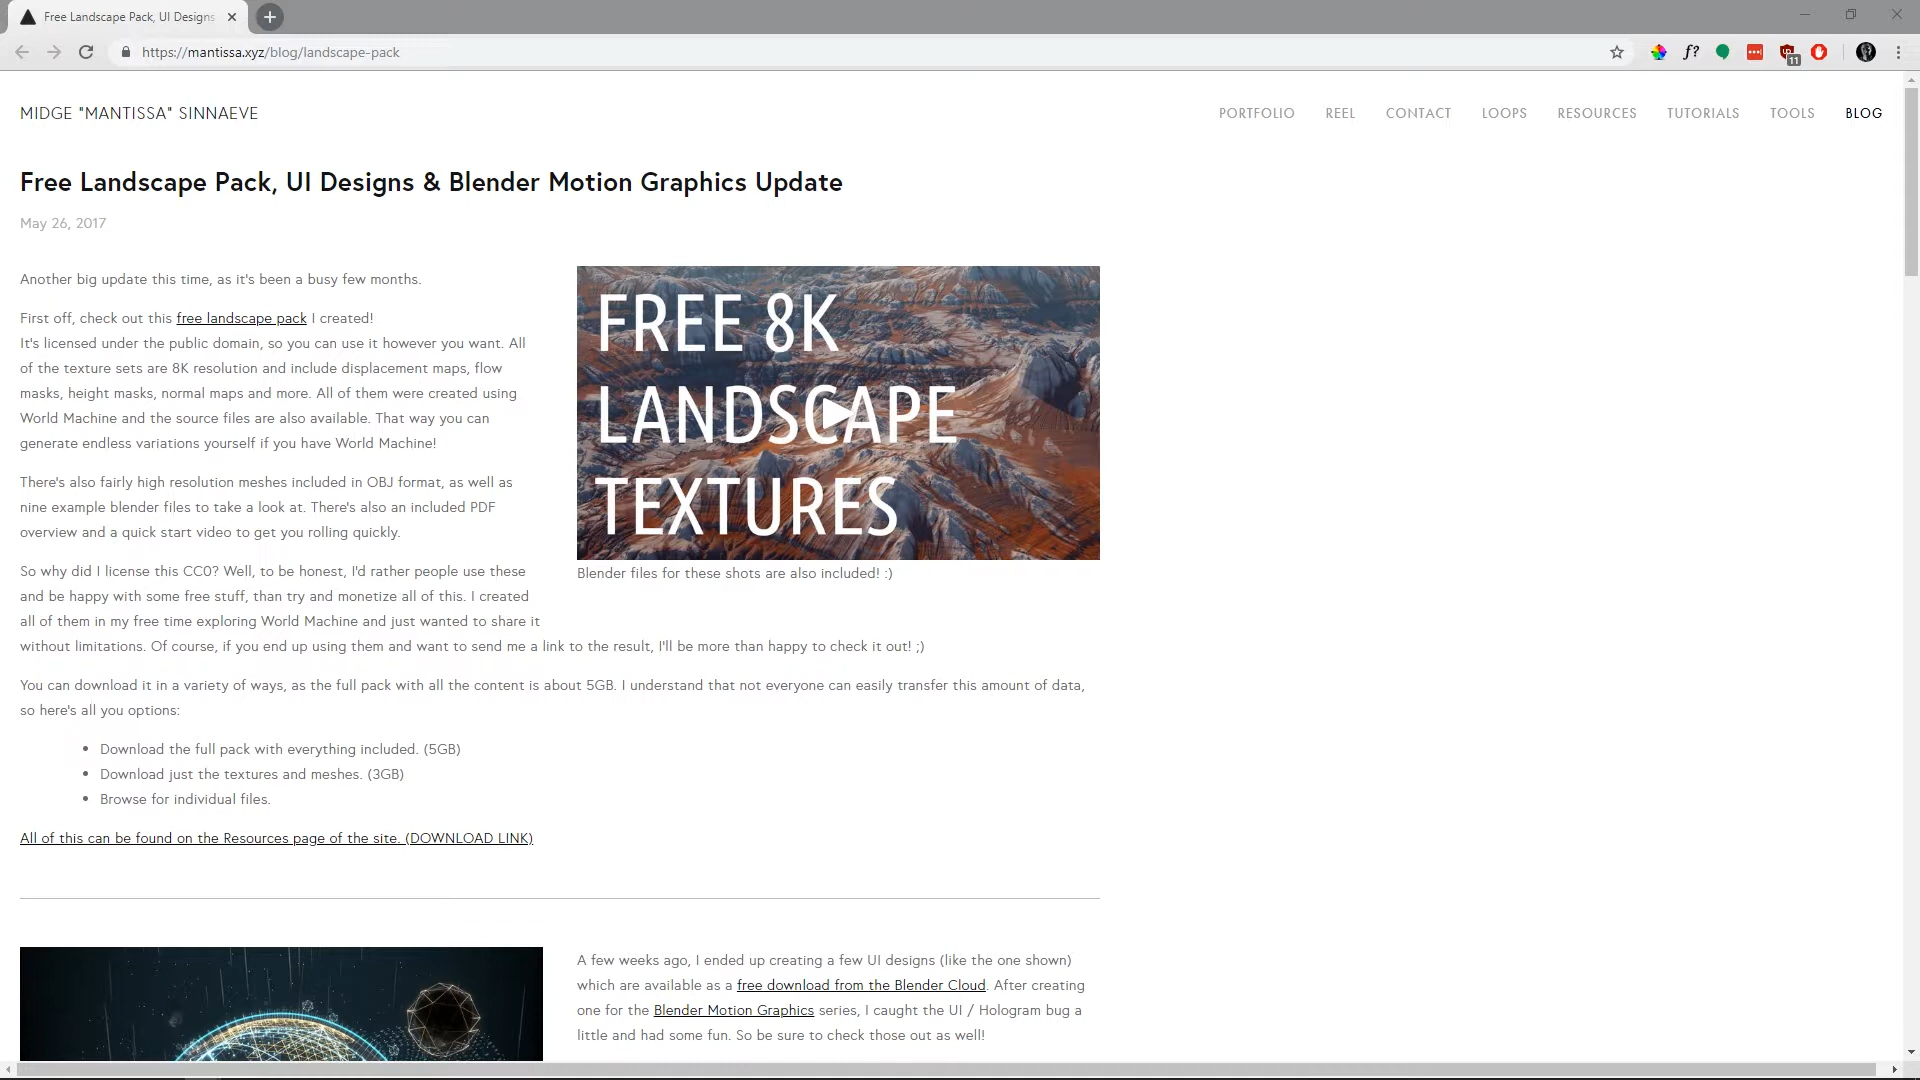 Free Landscape Pack, UI Designs
https://mantissa.xyz/blog/landscape-pack
f?
11
MIDGE "MANTISSA" SINNAEVE
PORTFOLIO REEL CONTACT LOOPS RESOURCES TUTORIALS TOOLS BLOG
Free Landscape Pack, UI Designs & Blender Motion Graphics Update
May 26, 2017
Another big update this time, as it's been a busy few months.
First off, check out this free landscape pack I created!
It's licensed under the public domain, so you can use it however you want. All
of the texture sets are 8K resolution and include displacement maps, flow
masks, height masks, normal maps and more. All of them were created using
World Machine and the source files are also available. That way you can
generate endless variations yourself if you have World Machine!
There's also fairly high resolution meshes included in OBJ format, as well as
nine example blender files to take a look at. There's also an included PDF
overview and a quick start video to get you rolling quickly.
FREE 8K
LANDSCAPE
TEXTURES
Blender files for these shots are also included! :)
So why did I license this CC0? Well, to be honest, I'd rather people use these
and be happy with some free stuff, than try and monetize all of this. I created
all of them in my free time exploring World Machine and just wanted to share it
without limitations. Of course, if you end up using them and want to send me a link to the result, I'll be more than happy to check it out! ;)
You can download it in a variety of ways, as the full pack with all the content is about 5GB. I understand that not everyone can easily transfer this amount of data,
so here's all you options:
• Download the full pack with everything included. (5GB)
• Download just the textures and meshes. (3GB)
• Browse for individual files.
All of this can be found on the Resources page of the site. (DOWNLOAD LINK)
A few weeks ago, I ended up creating a few UI designs (like the one shown)
which are available as a free download from the Blender Cloud. After creating
one for the Blender Motion Graphics series, I caught the UI / Hologram bug a
little and had some fun. So be sure to check those out as well!